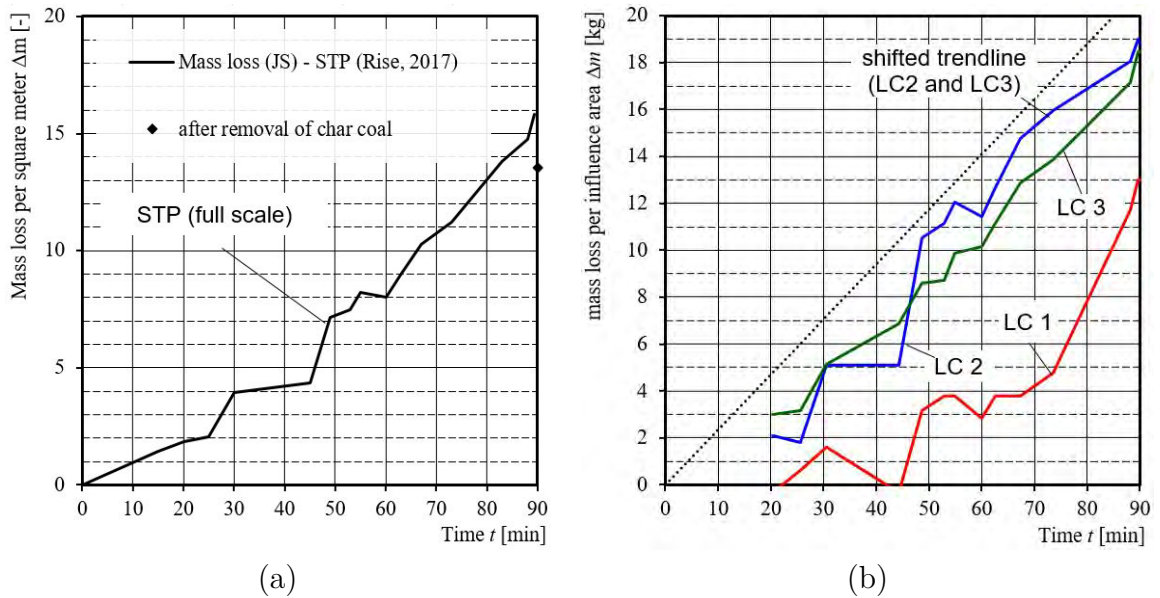 Mass loss per square meter Δm [-]
20
15
10
5
0
Mass loss (JS) - STP (Rise, 2017)
after removal of char coal
STP (full scale)
0 10 20 30 40 50 60 70 80 90
Time t [min]
(a)
mass loss per influence area Δm [kg]
20
18
16
14
12
10
8
6
4
2
0
shifted trendline
(LC2 and LC3)
LC 3
LC 1
LC 2
0 10 20 30 40 50 60 70 80 90
Time t [min]
(b)